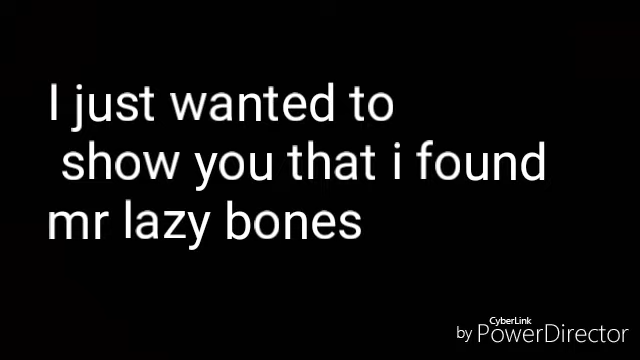 I just wanted to
show you that i found
mr lazy bones
CyberLink
by PowerDirector